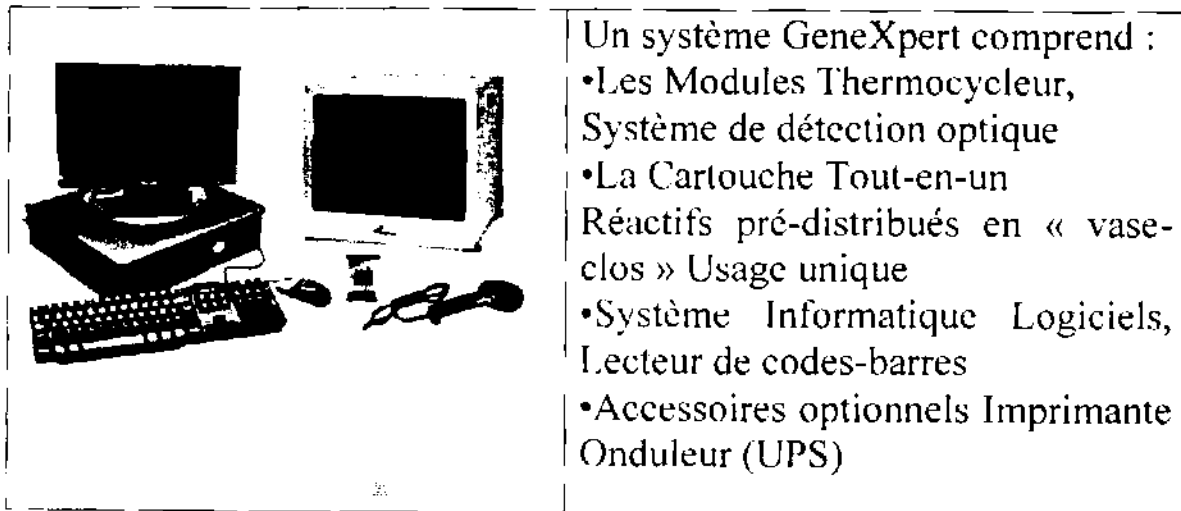 Un système GeneXpert comprend :
•Les Modules Thermocycleur,
Système de détection optique
•La Cartouche Tout-en-un
Réactifs pré-distribués en « vase-
clos » Usage unique
•Système Informatique Logiciels,
Lecteur de codes-barres
•Accessoires optionnels Imprimante
Onduleur (UPS)